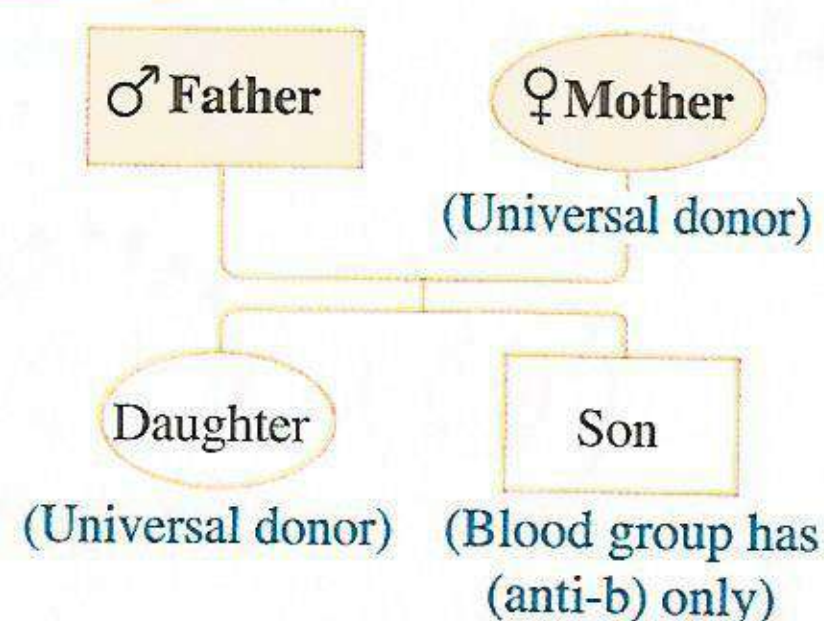 ♂ Father
♀ Mother
(Universal donor)
Daughter
Son
(Universal donor)
(Blood group has
(anti-b) only)